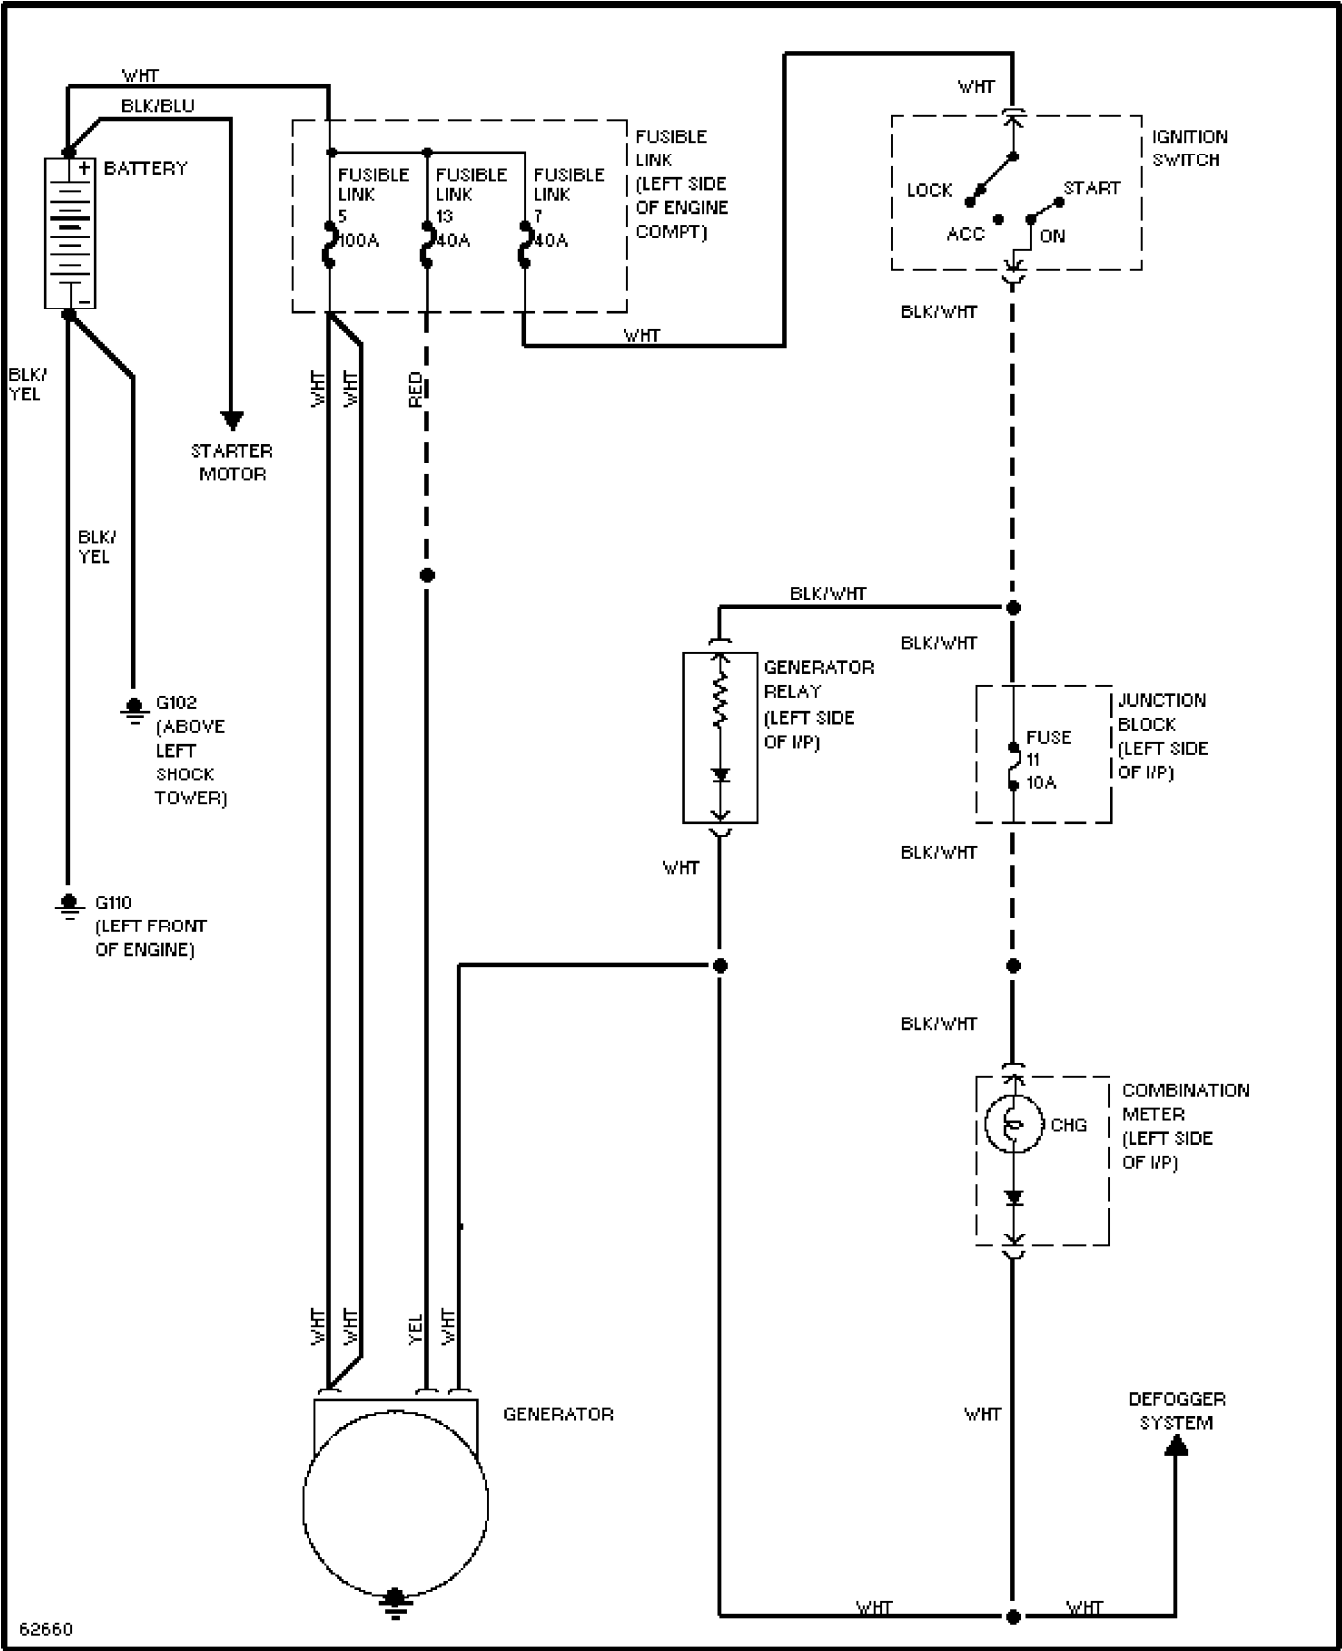 WHT
BLK/BLU
BATTERY
+
-
FUSIBLE
LINK
5
100A
FUSIBLE
LINK
13
40A
FUSIBLE
LINK
7
40A
FUSIBLE
LINK
(LEFT SIDE
OF ENGINE
COMPT)
WHT
WHT
IGNITION
SWITCH
LOCK
START
ACC
ON
BLK/WHT
BLK/
YEL
WHT
WHT
RED
STARTER
MOTOR
BLK/
YEL
BLK/WHT
BLK/WHT
GENERATOR
RELAY
(LEFT SIDE
OF I/P)
JUNCTION
BLOCK
(LEFT SIDE
OF I/P)
FUSE
11
10A
G102
(ABOVE
LEFT
SHOCK
TOWER)
BLK/WHT
WHT
G110
(LEFT FRONT
OF ENGINE)
BLK/WHT
COMBINATION
METER
(LEFT SIDE
OF I/P)
CHG
WHT
WHT
YEL
WHT
GENERATOR
WHT
DEFOGGER
SYSTEM
WHT
WHT
62660